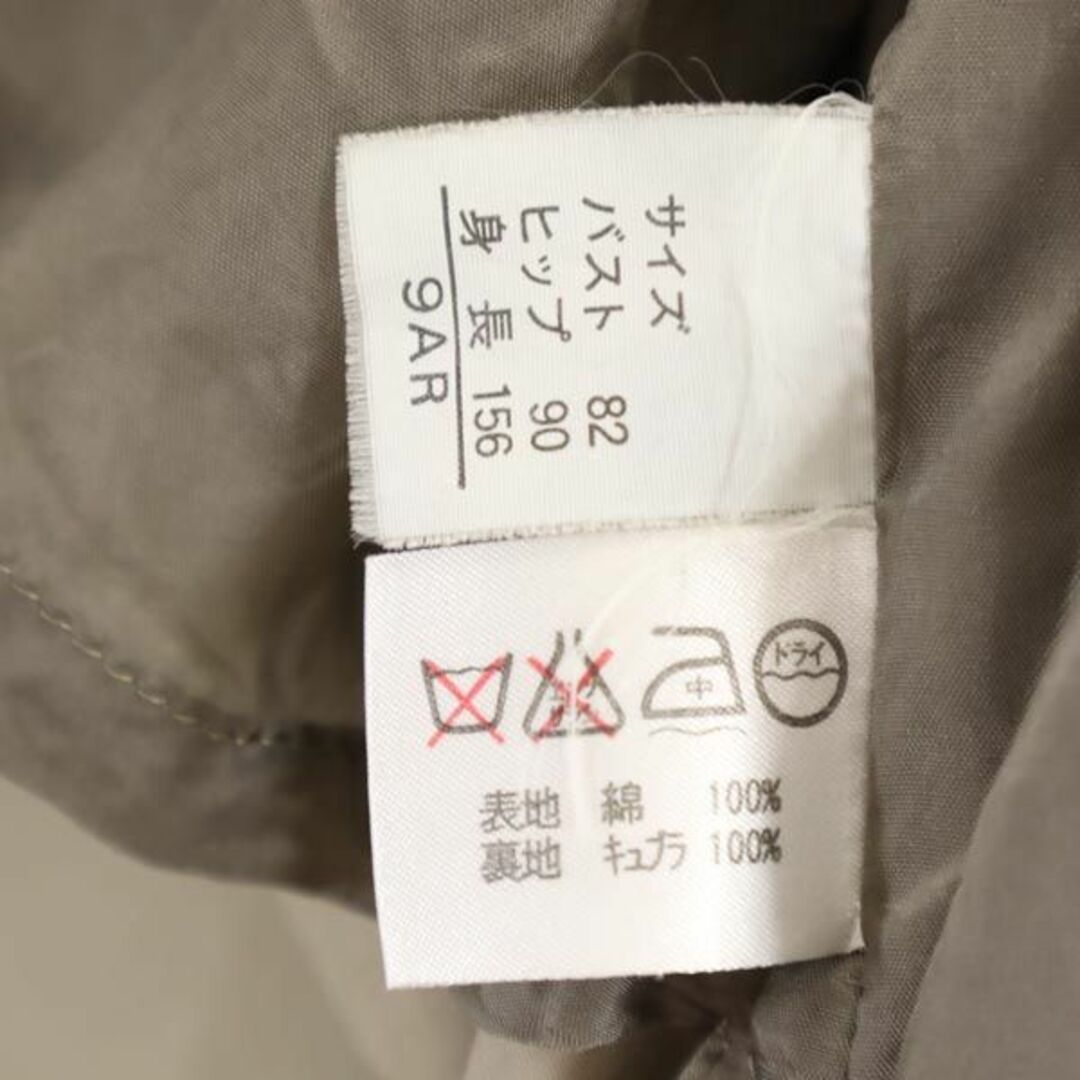 サイズ
バスト 82
ヒップ 90
身長 156
9AR
中
ドライ
表地 綿 100%
裏地 キュプラ 100%